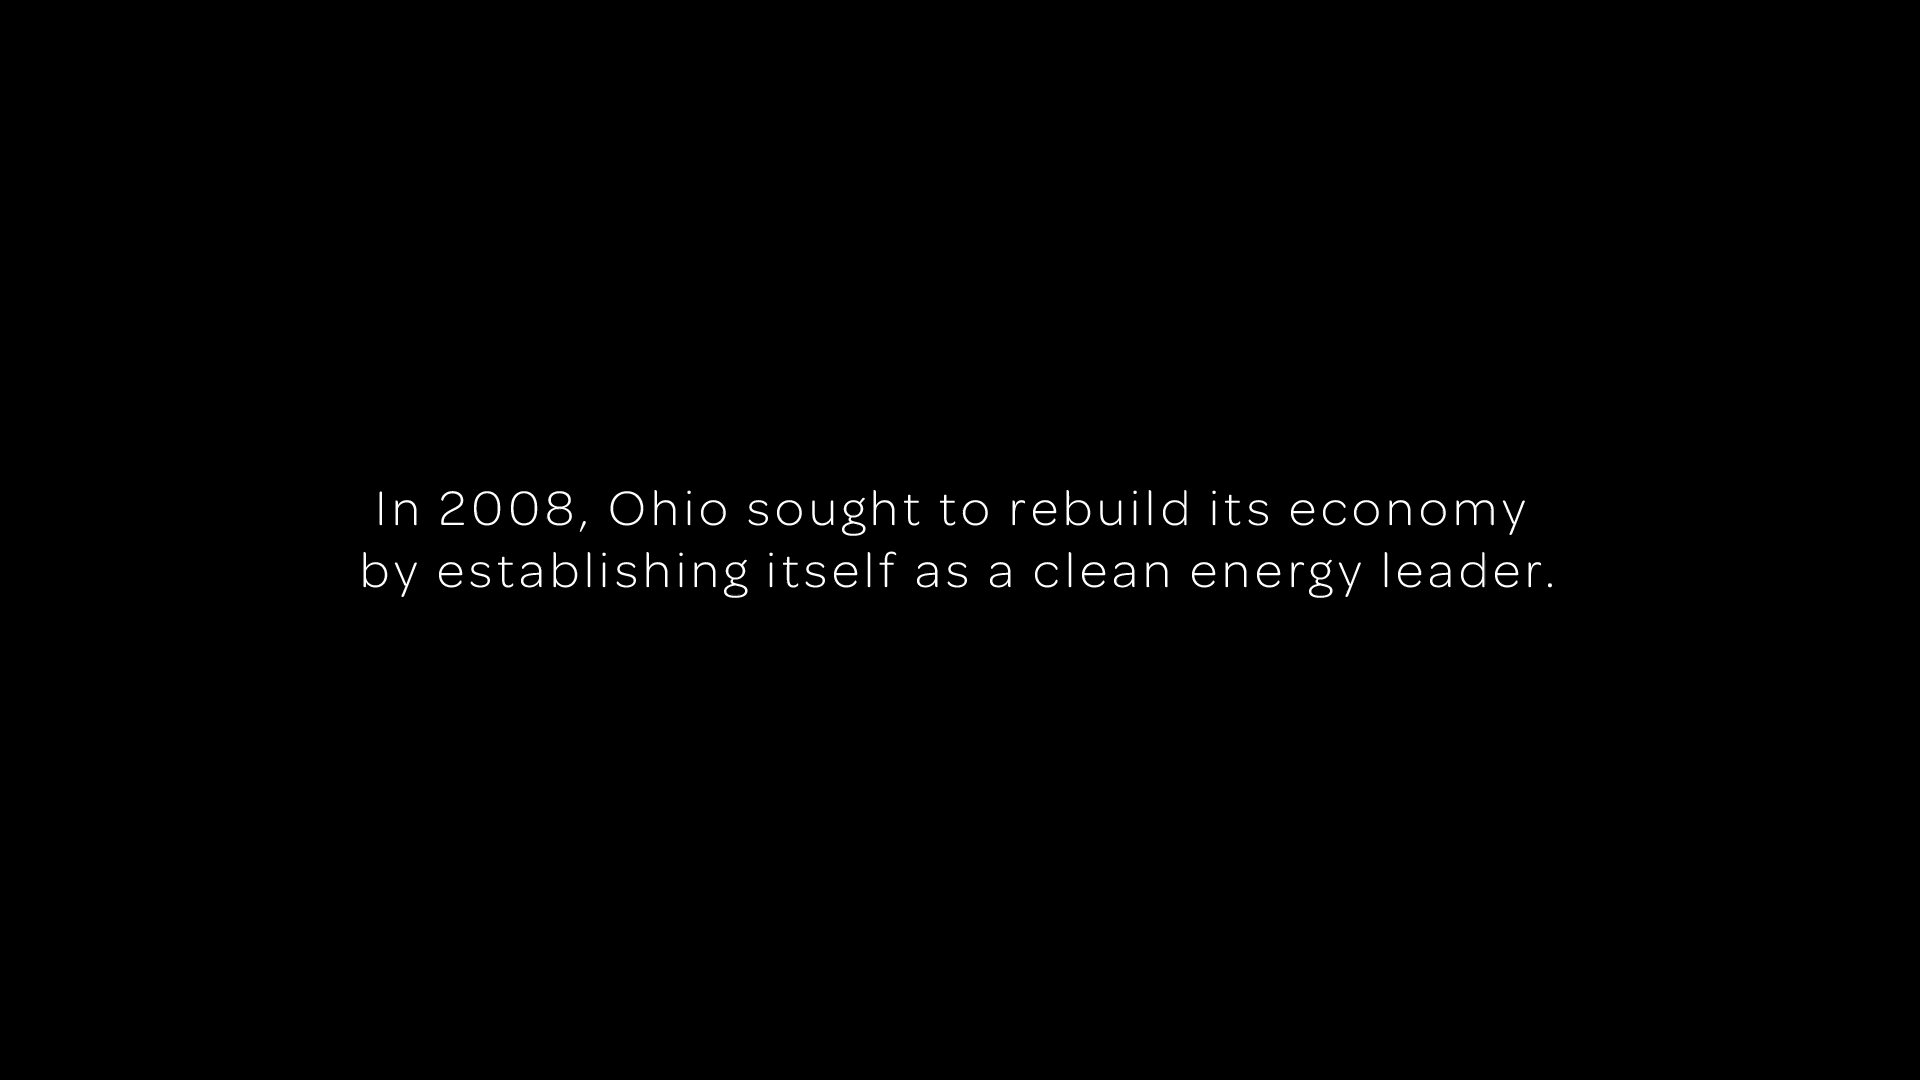 In 2008, Ohio sought to rebuild its economy
by establishing itself as a clean energy leader.